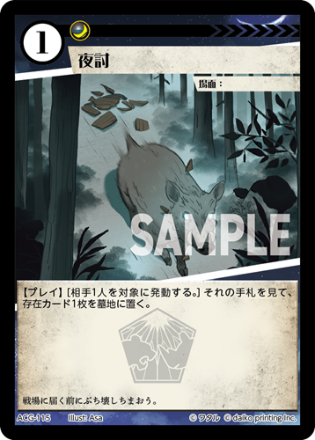 1
夜討
場面：
SAMPLE
【プレイ】[相手1人を対象に発動する。]それの手札を見て、
存在カード1枚を墓地に置く。
戦場に届く前にぶち壊しちまおう。
ACG-115 Illust: Asa © ワタル © daiko printing inc.